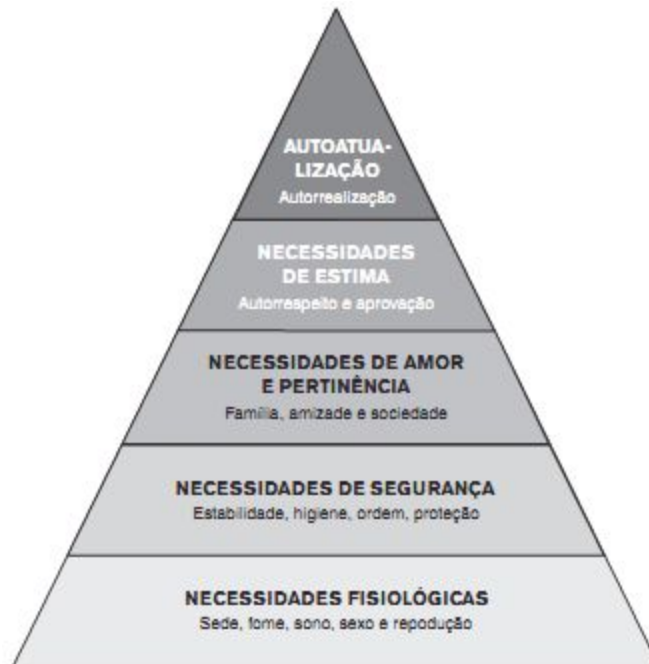 AUTOATUA-
LIZAÇÃO
Autorrealização
NECESSIDADES
DE ESTIMA
Autorrespeito e aprovação
NECESSIDADES DE AMOR
E PERTINÊNCIA
Família, amizade e sociedade
NECESSIDADES DE SEGURANÇA
Estabilidade, higiene, ordem, proteção
NECESSIDADES FISIOLÓGICAS
Sede, fome, sono, sexo e repodução